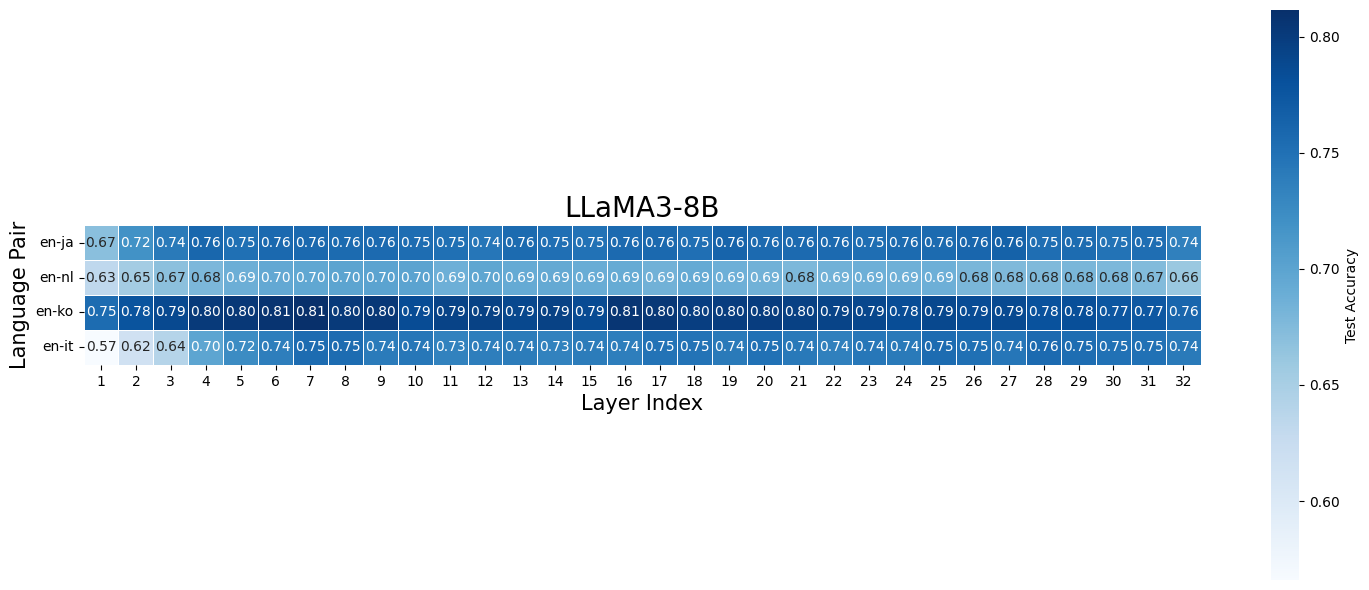 LLaMA3-8B
Language Pair
en-ja 0.67 0.72 0.74 0.76 0.75 0.76 0.76 0.76 0.76 0.75 0.75 0.74 0.76 0.75 0.75 0.76 0.76 0.75 0.76 0.76 0.76 0.76 0.75 0.76 0.76 0.76 0.76 0.75 0.75 0.75 0.75 0.74
en-nl 0.63 0.65 0.67 0.68 0.69 0.70 0.70 0.70 0.70 0.70 0.69 0.70 0.69 0.69 0.69 0.69 0.69 0.69 0.69 0.69 0.68 0.69 0.69 0.69 0.69 0.68 0.68 0.68 0.68 0.68 0.67 0.66
en-ko 0.75 0.78 0.79 0.80 0.80 0.81 0.81 0.80 0.80 0.79 0.79 0.79 0.79 0.79 0.79 0.81 0.80 0.80 0.80 0.80 0.80 0.79 0.79 0.78 0.79 0.79 0.79 0.78 0.78 0.77 0.77 0.76
en-it 0.57 0.62 0.64 0.70 0.72 0.74 0.75 0.75 0.74 0.74 0.73 0.74 0.74 0.73 0.74 0.74 0.75 0.75 0.74 0.75 0.74 0.74 0.74 0.74 0.75 0.75 0.74 0.76 0.75 0.75 0.75 0.74
1 2 3 4 5 6 7 8 9 10 11 12 13 14 15 16 17 18 19 20 21 22 23 24 25 26 27 28 29 30 31 32
Layer Index
0.80
0.75
0.70
0.65
0.60
Test Accuracy